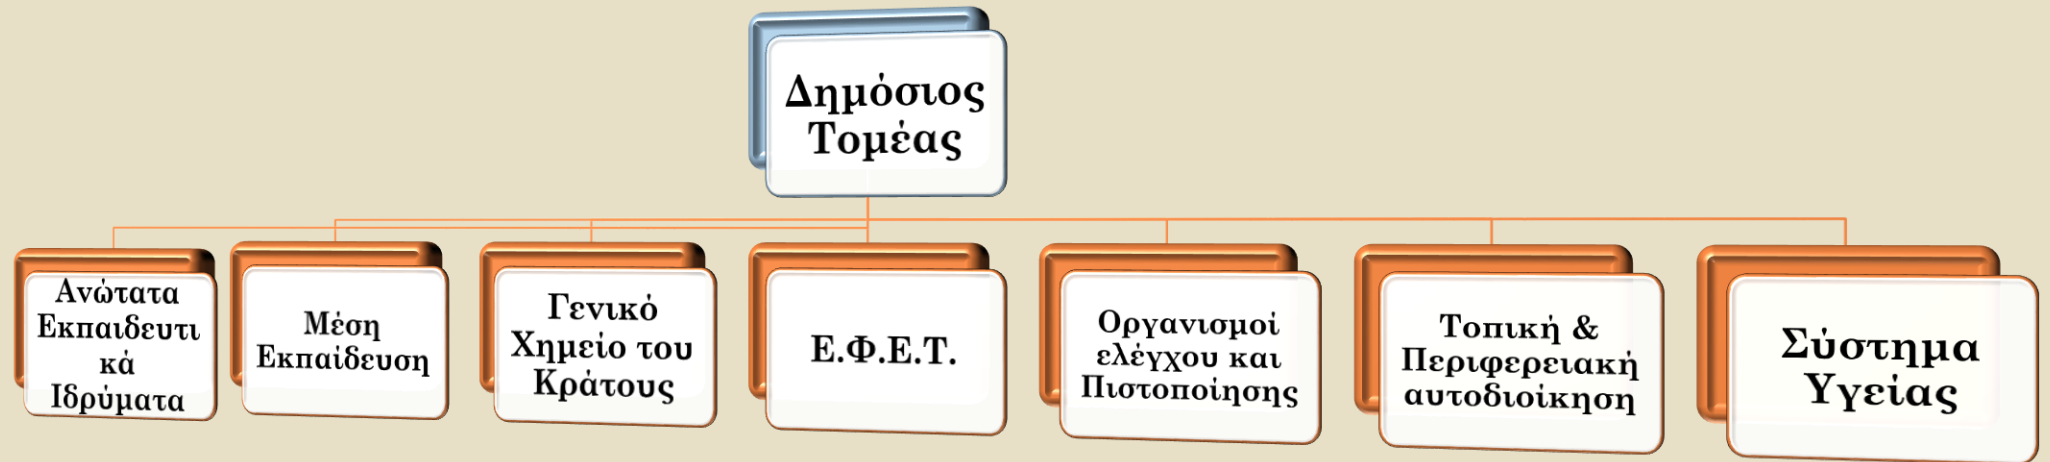 Δημόσιος
Τομέας
Ανώτατα
Εκπαιδευτι
κά
Ιδρύματα
Μέση
Εκπαίδευση
Γενικό
Χημείο του
Κράτους
Ε.Φ.Ε.Τ.
Οργανισμοί
ελέγχου και
Πιστοποίησης
Τοπική &
Περιφερειακή
αυτοδιοίκηση
Σύστημα
Υγείας